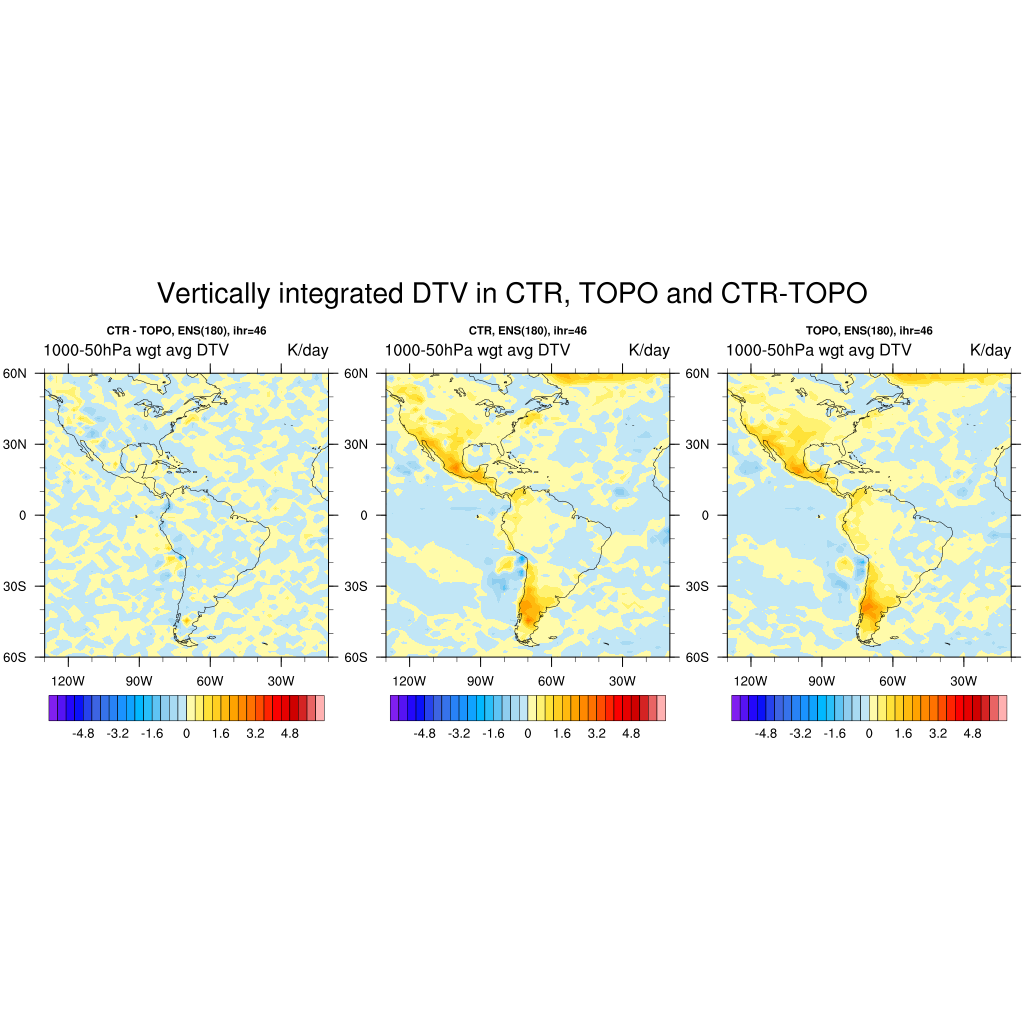 Vertically integrated DTV in CTR, TOPO and CTR-TOPO
CTR - TOPO, ENS(180), ihr=46
1000-50hPa wgt avg DTV K/day
60N
30N
0
30S
60S
120W 90W 60W 30W
-4.8 -3.2 -1.6 0 1.6 3.2 4.8
CTR, ENS(180), ihr=46
1000-50hPa wgt avg DTV K/day
60N
30N
0
30S
60S
120W 90W 60W 30W
-4.8 -3.2 -1.6 0 1.6 3.2 4.8
TOPO, ENS(180), ihr=46
1000-50hPa wgt avg DTV K/day
60N
30N
0
30S
60S
120W 90W 60W 30W
-4.8 -3.2 -1.6 0 1.6 3.2 4.8